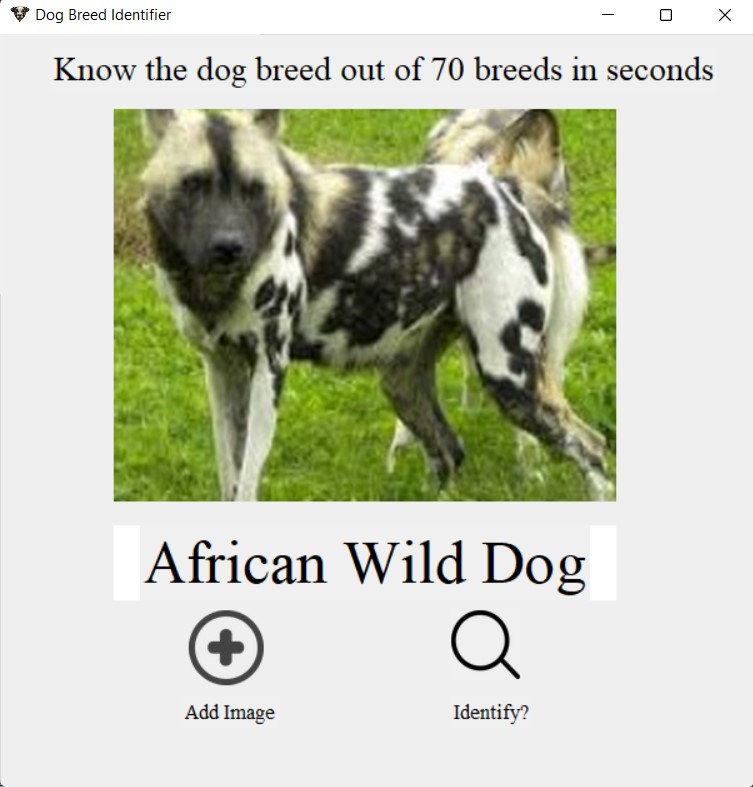 Dog Breed Identifier
Know the dog breed out of 70 breeds in seconds
African Wild Dog
Add Image
Identify?